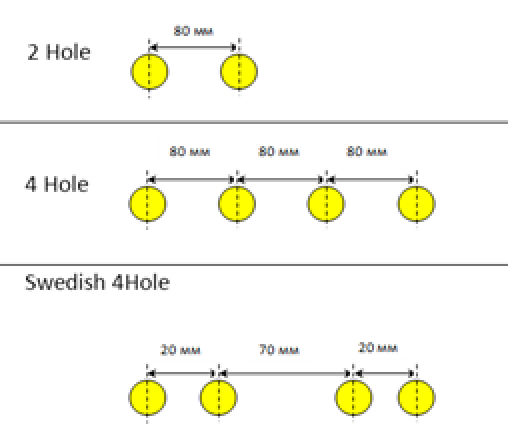 80 мм
2 Hole
80 мм 80 мм 80 мм
4 Hole
Swedish 4Hole
20 мм 70 мм 20 мм